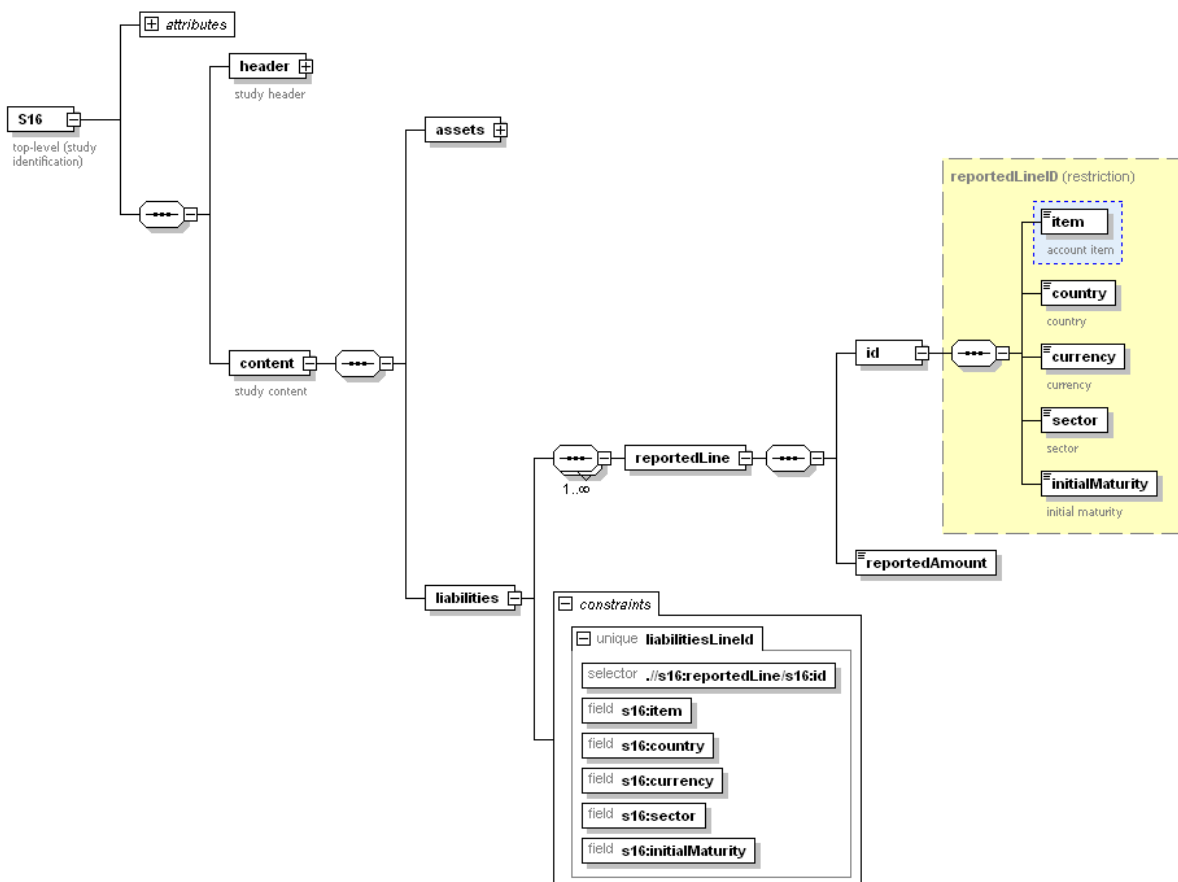 attributes
header
study header
S16
top-level (study
identification)
assets
reportedLineID (restriction)
item
account item
country
country
currency
currency
sector
sector
initialMaturity
initial maturity
content
study content
id
reportedLine
1..∞
reportedAmount
liabilities
constraints
unique liabilitiesLineId
selector .//s16:reportedLine/s16:id
field s16:item
field s16:country
field s16:currency
field s16:sector
field s16:initialMaturity